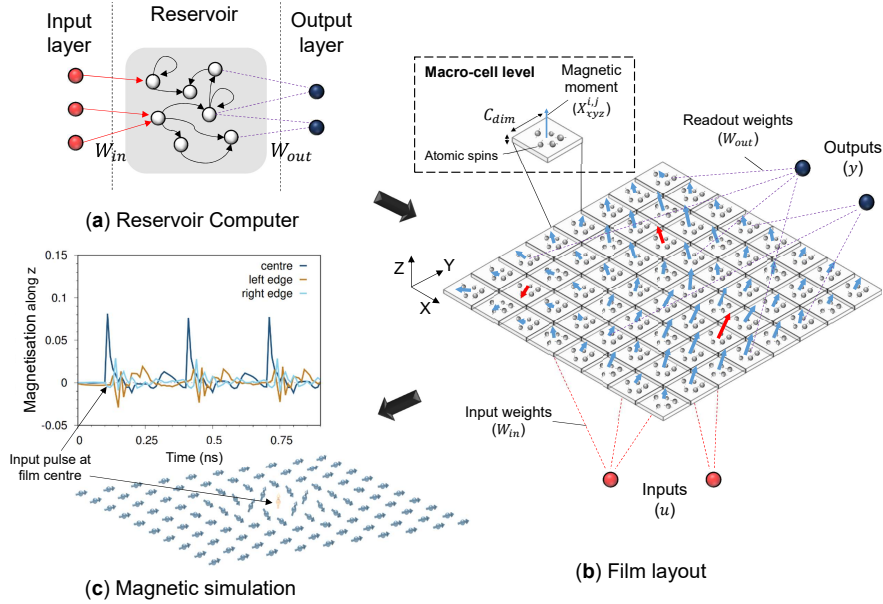 Input
layer
Reservoir
Output
layer
W_in
W_out
(a) Reservoir Computer
Macro-cell level
Magnetic
moment
(X^{i,j}_{xyz})
C_dim
Atomic spins
Readout weights
(W_out)
Outputs
(y)
Z
Y
X
Input weights
(W_in)
Inputs
(u)
(b) Film layout
0.15
0.1
0.05
0
-0.05
Magnetisation along z
centre
left edge
right edge
0
0.25
0.5
0.75
Time (ns)
Input pulse at
film centre
(c) Magnetic simulation